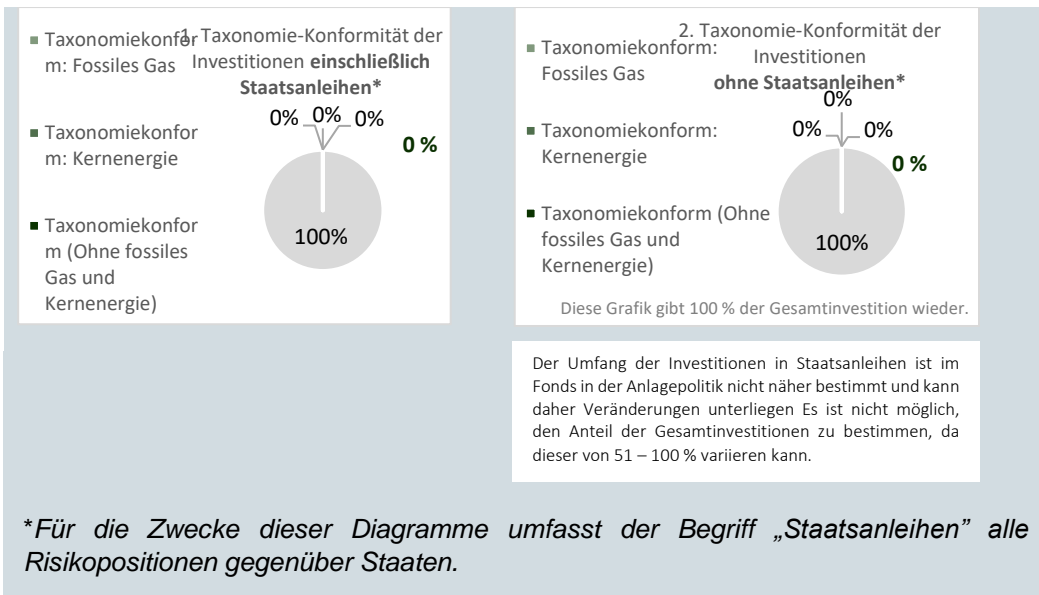 1. Taxonomie-Konformität der
Investitionen einschließlich
Staatsanleihen*
Taxonomiekonfor
m: Fossiles Gas
Taxonomiekonfor
m: Kernenergie
Taxonomiekonfor
m (Ohne fossiles
Gas und
Kernenergie)
0% 0% 0%
0 %
100%
2. Taxonomie-Konformität der
Investitionen
ohne Staatsanleihen*
Taxonomiekonform:
Fossiles Gas
Taxonomiekonform:
Kernenergie
Taxonomiekonform (Ohne
fossiles Gas und
Kernenergie)
0%
0% 0%
0 %
100%
Diese Grafik gibt 100 % der Gesamtinvestition wieder.
Der Umfang der Investitionen in Staatsanleihen ist im
Fonds in der Anlagepolitik nicht näher bestimmt und kann
daher Veränderungen unterliegen Es ist nicht möglich,
den Anteil der Gesamtinvestitionen zu bestimmen, da
dieser von 51 – 100 % variieren kann.
*Für die Zwecke dieser Diagramme umfasst der Begriff „Staatsanleihen” alle
Risikopositionen gegenüber Staaten.